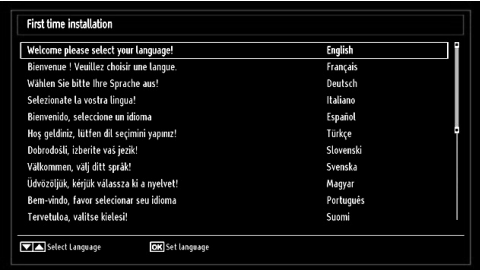 First time installation
Welcome please select your language! English
Bienvenue ! Veuillez choisir une langue. Français
Wählen Sie bitte Ihre Sprache aus! Deutsch
Selezionate la vostra lingua! Italiano
Bienvenido, seleccione un idioma Español
Hoş geldiniz, lütfen dil seçimini yapınız! Türkçe
Dobrodošli, izberite vaš jezik! Slovenski
Välkommen, välj ditt språk! Svenska
Üdvözöljük, kérjük válassza ki a nyelvet! Magyar
Bem-vindo, favor selecionar seu idioma Português
Tervetuloa, valitse kielesi! Suomi
Select Language OK Set language